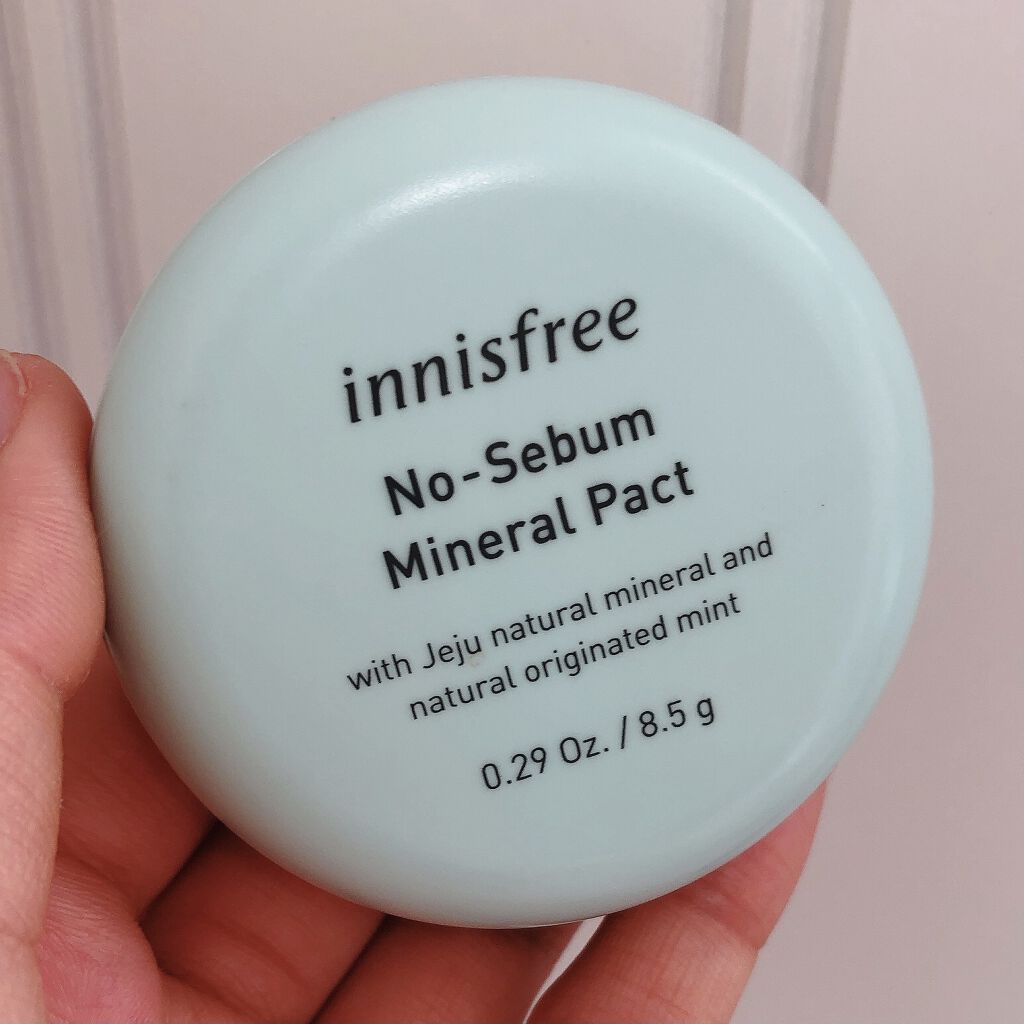 innisfree
No-Sebum
Mineral Pact
with Jeju natural mineral and
natural originated mint
0.29 Oz. / 8.5 g